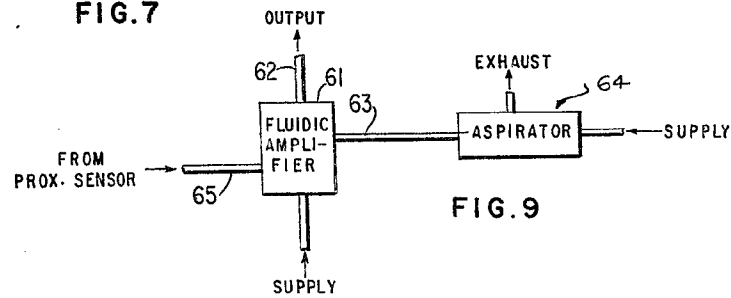 FIG.7
OUTPUT
62
61
63
EXHAUST
64
FLUIDIC
AMPLI-
FIER
ASPIRATOR
SUPPLY
FROM
PROX. SENSOR
65
FIG.9
SUPPLY